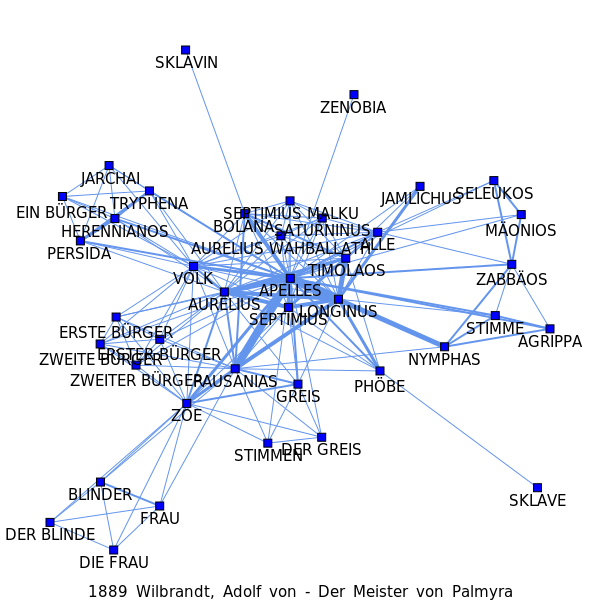 SKLAVIN
ZENOBIA
JARCHAI
JAMLICHUS
SELEUKOS
TRYPHENA
EIN BÜRGER
SEPTIMIUS MALKU
BOLANA
SATURNINUS
HERENNIANOS
MÄONIOS
PERSIDA
AURELIUS WAHBALLATH
ALLE
TIMOLAOS
VOLK
ZABBÄOS
APELLES
AURELIUS
LONGINUS
SEPTIMIUS
STIMME
ERSTE BÜRGER
AGRIPPA
ERSTER BÜRGER
ZWEITE BÜRGER
NYMPHAS
ZWEITER BÜRGER
PAUSANIAS
PHÖBE
GREIS
ZOE
DER GREIS
STIMMEN
BLINDER
SKLAVE
FRAU
DER BLINDE
DIE FRAU
1889 Wilbrandt, Adolf von - Der Meister von Palmyra